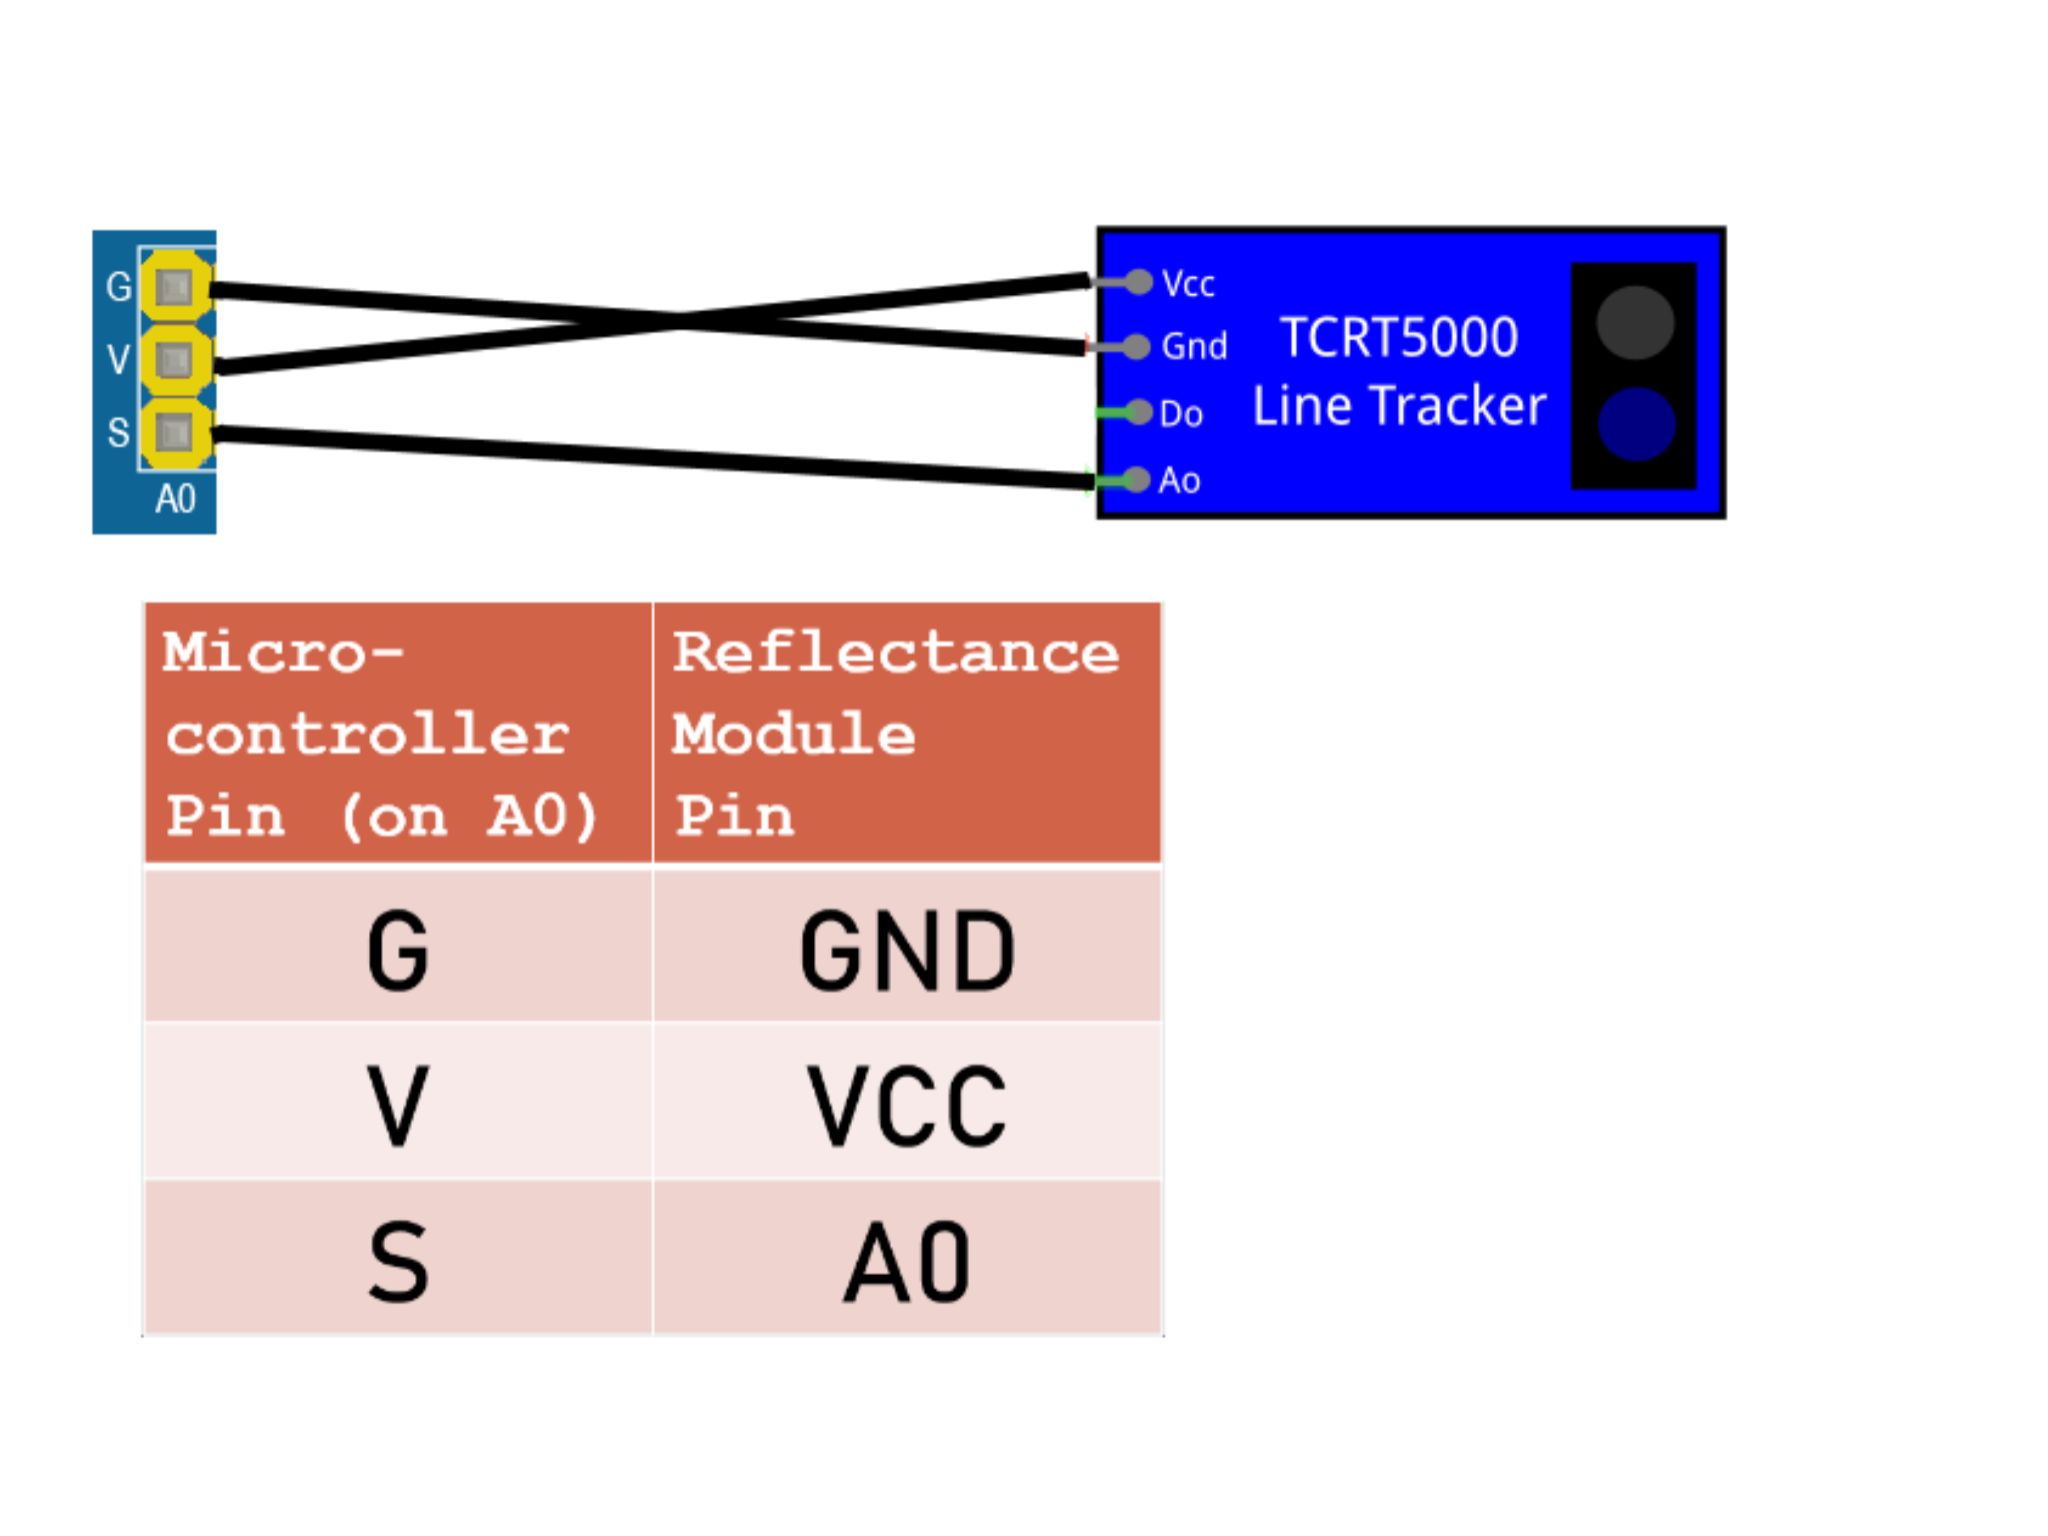 G
V
S
A0
Vcc
Gnd
Do
Ao
TCRT5000
Line Tracker
Micro-
controller
Pin (on A0)
Reflectance
Module
Pin
G
GND
V
VCC
S
A0